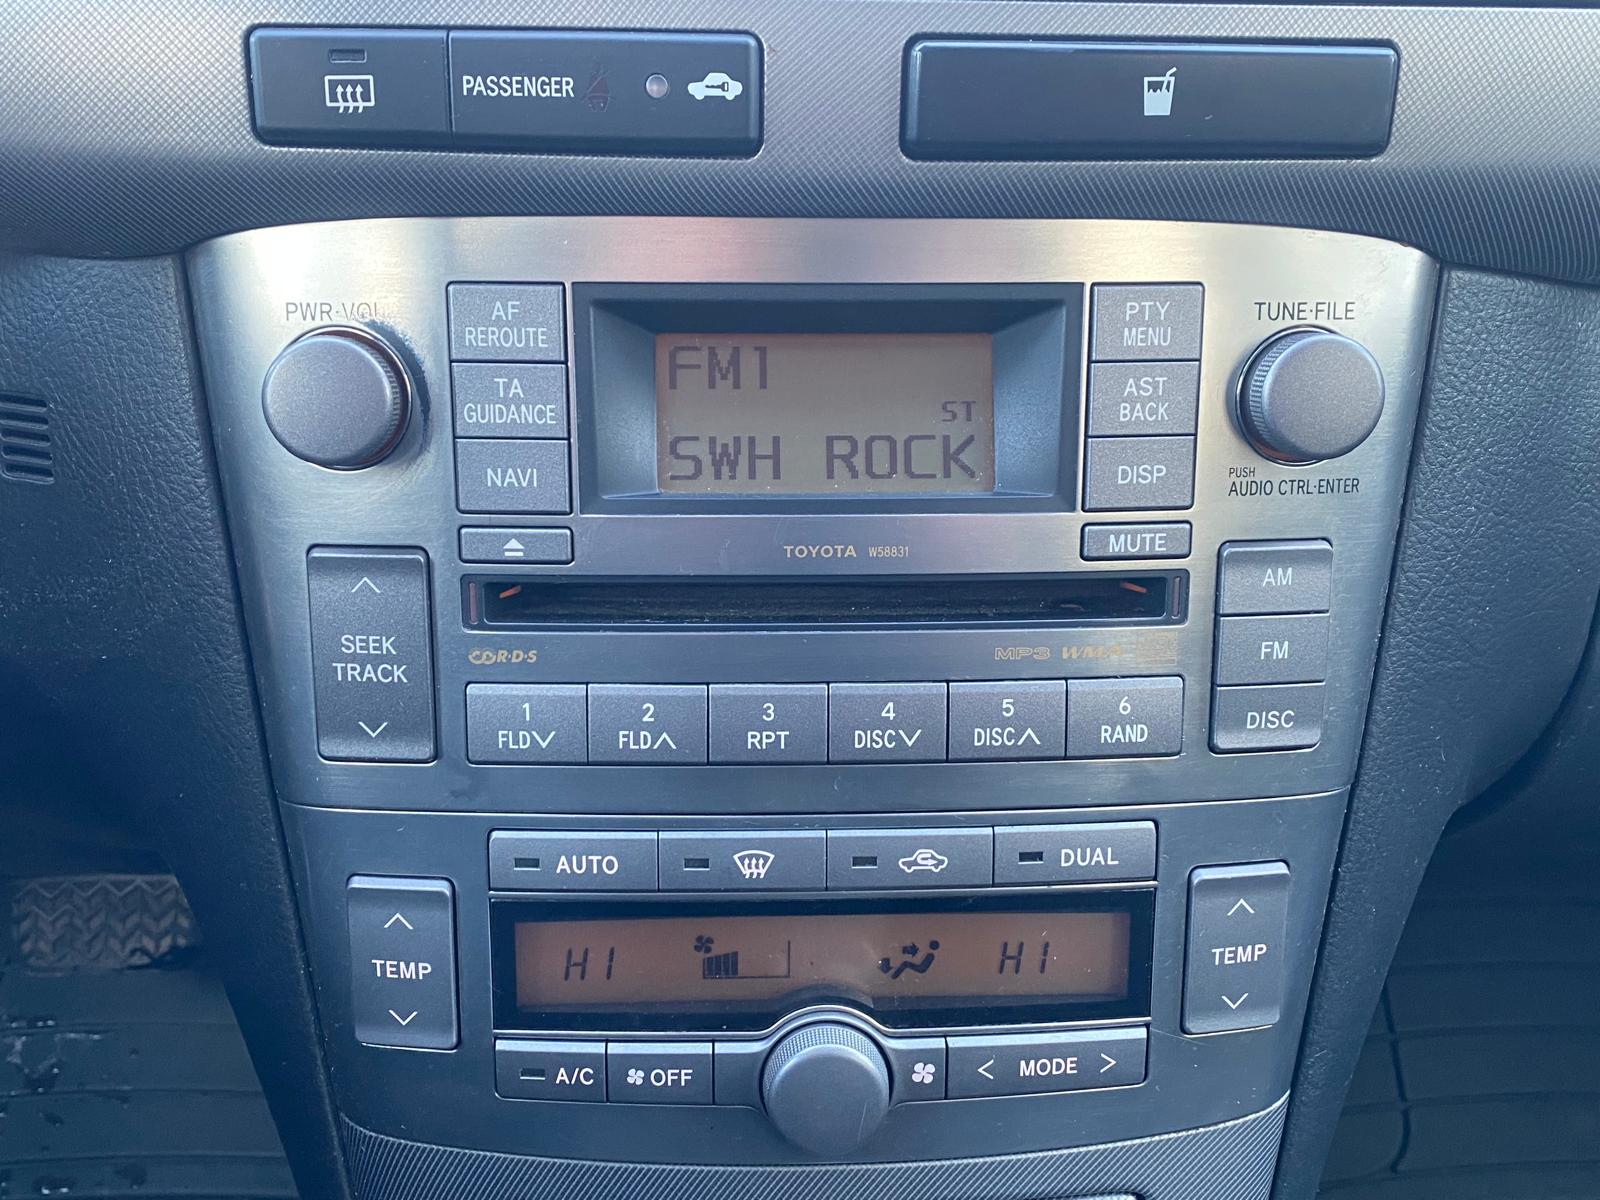 PASSENGER
PWR·VOL
AF
REROUTE
TA
GUIDANCE
NAVI
FM1
ST
SWH ROCK
PTY
MENU
AST
BACK
DISP
TUNE·FILE
PUSH
AUDIO CTRL·ENTER
TOYOTA W58831
MUTE
SEEK
TRACK
AM
FM
DISC
R·D·S
MP3 WMA
1
FLD
2
FLD
3
RPT
4
DISC
5
DISC
6
RAND
AUTO
DUAL
TEMP
HI
HI
TEMP
A/C
OFF
< MODE >